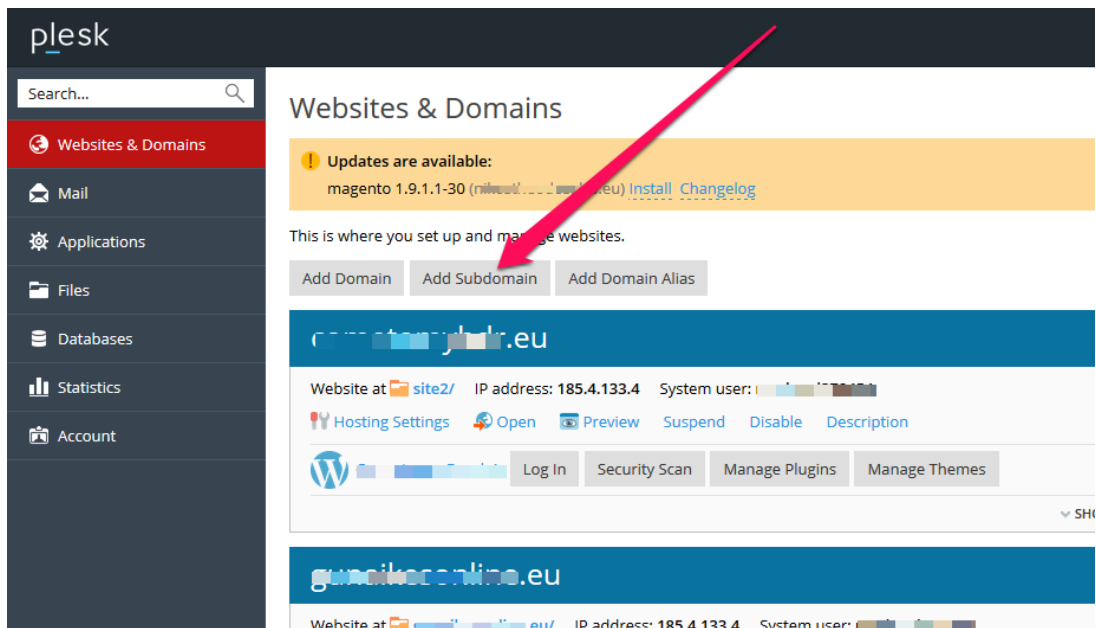 plesk
Search...
Websites & Domains
Mail
Applications
Files
Databases
Statistics
Account
Websites & Domains
Updates are available:
magento 1.9.1.1-30 ( .eu) Install Changelog
This is where you set up and manage websites.
Add Domain Add Subdomain Add Domain Alias
.eu
Website at site2/ IP address: 185.4.133.4 System user:
Hosting Settings Open Preview Suspend Disable Description
Log In Security Scan Manage Plugins Manage Themes
.eu
Website at .eu/ IP address: 185.4.133.4 System user: